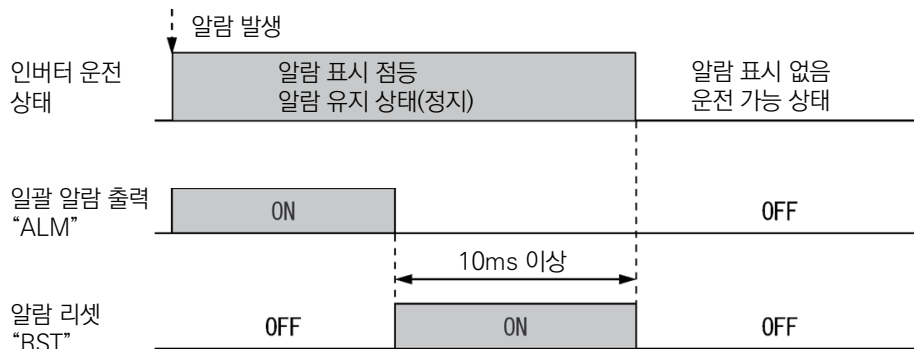 알람 발생
인버터 운전
상태
알람 표시 점등
알람 유지 상태(정지)
알람 표시 없음
운전 가능 상태
일괄 알람 출력
“ALM”
ON
OFF
10ms 이상
알람 리셋
“RST”
OFF
ON
OFF